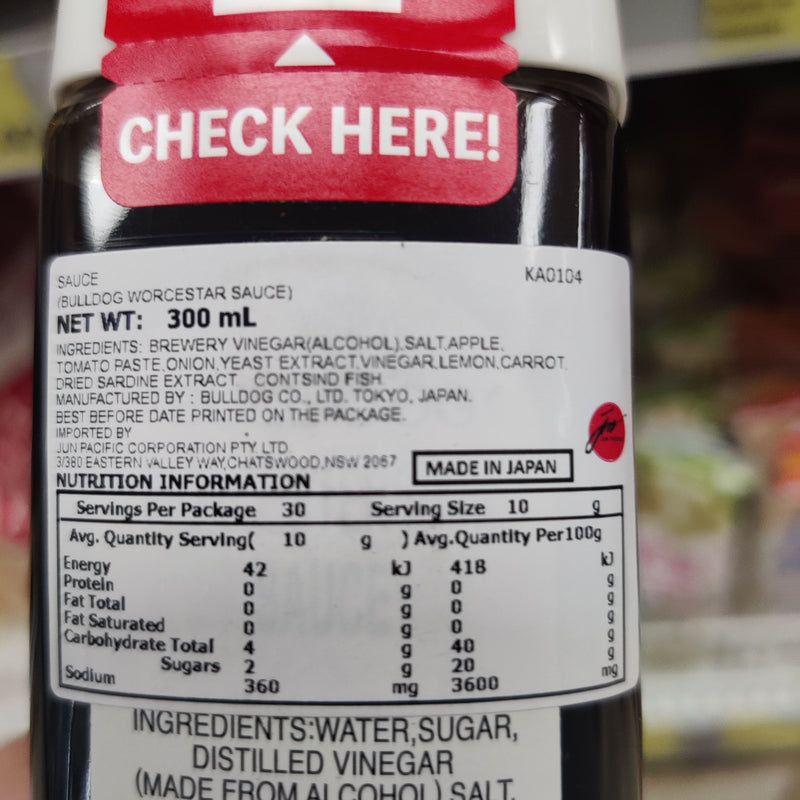 CHECK HERE!
SAUCE KA0104
(BULLDOG WORCESTAR SAUCE)
NET WT: 300 mL
INGREDIENTS: BREWERY VINEGAR(ALCOHOL).SALT.APPLE,
TOMATO PASTE,ONION,YEAST EXTRACT,VINEGAR,LEMON,CARROT,
DRIED SARDINE EXTRACT, CONTSIND FISH.
MANUFACTURED BY : BULLDOG CO., LTD. TOKYO, JAPAN.
BEST BEFORE DATE PRINTED ON THE PACKAGE.
IMPORTED BY
JUN PACIFIC CORPORATION PTY. LTD.
3/380 EASTERN VALLEY WAY,CHATSWOOD,NSW 2067
MADE IN JAPAN
NUTRITION INFORMATION
Servings Per Package 30 Serving Size 10 g
Avg. Quantity Serving( 10 g ) Avg.Quantity Per100g
Energy 42 kJ 418 kJ
Protein 0 g 0 g
Fat Total 0 g 0 g
Fat Saturated 0 g 0 g
Carbohydrate Total 4 g 40 g
Sugars 2 g 20 g
Sodium 360 mg 3600 mg
INGREDIENTS:WATER,SUGAR,
DISTILLED VINEGAR
(MADE FROM ALCOHOL),SALT,